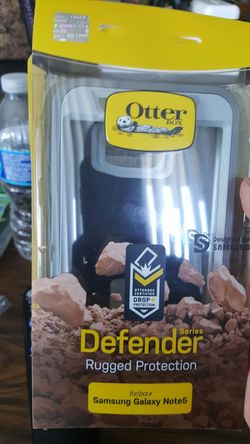 Otter
BOX
Designed for
SAMSUNG
OTTERBOX
CERTIFIED
DROP+
PROTECTION
Series
Defender
Rugged Protection
for/pour
Samsung Galaxy Note5